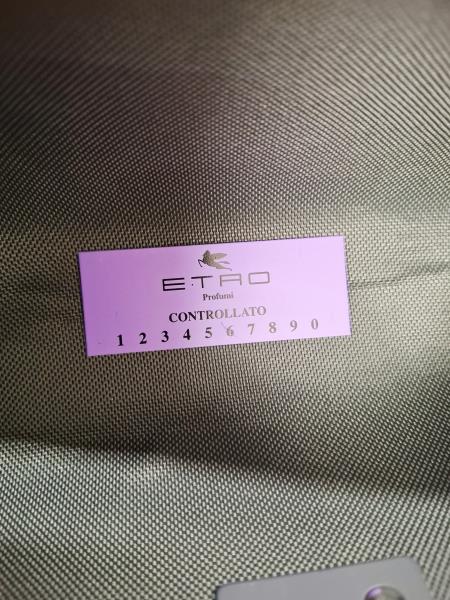 ETRO
Profumi
CONTROLLATO
1 2 3 4 5 6 7 8 9 0